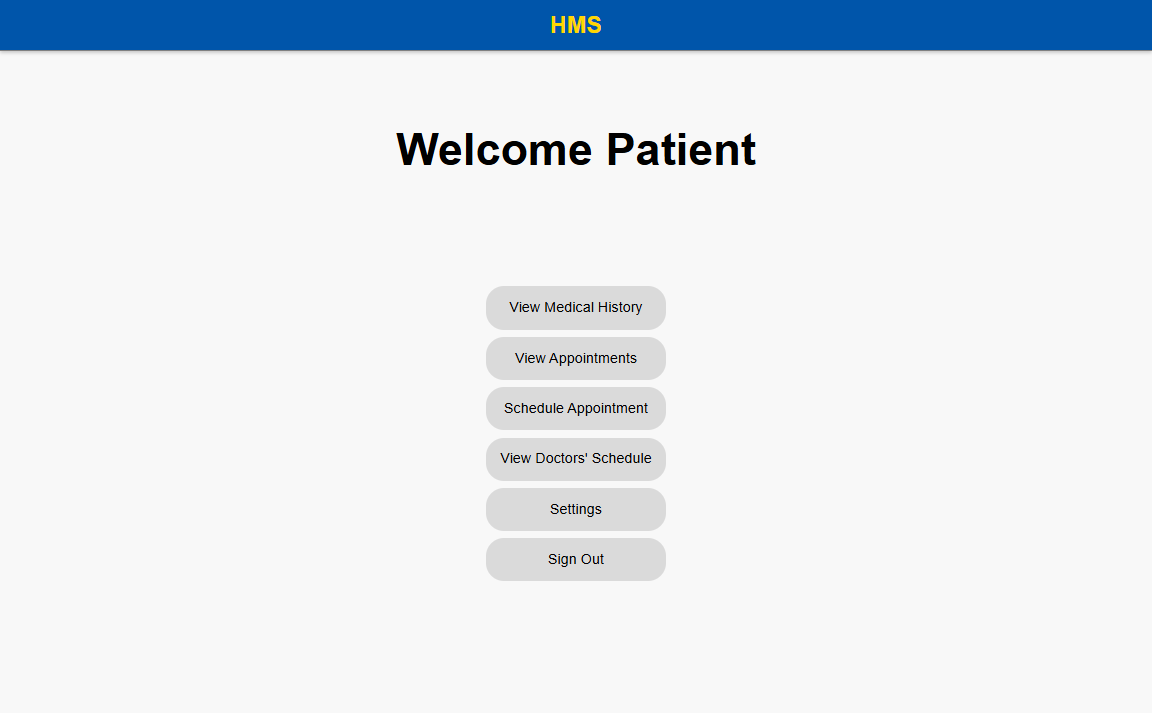 HMS
Welcome Patient
View Medical History
View Appointments
Schedule Appointment
View Doctors' Schedule
Settings
Sign Out